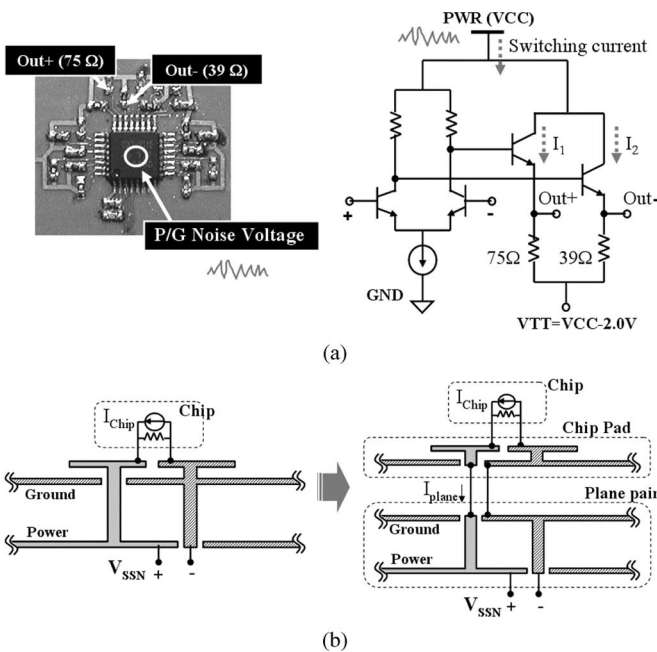 Out+ (75 Ω)
Out- (39 Ω)
P/G Noise Voltage
PWR (VCC)
Switching current
I1
I2
+
-
Out+
Out-
75Ω
39Ω
GND
VTT=VCC-2.0V
(a)
IChip
Chip
Ground
Power
VSSN + -
IChip
Chip
Chip Pad
Iplane
Plane pair
Ground
Power
VSSN + -
(b)